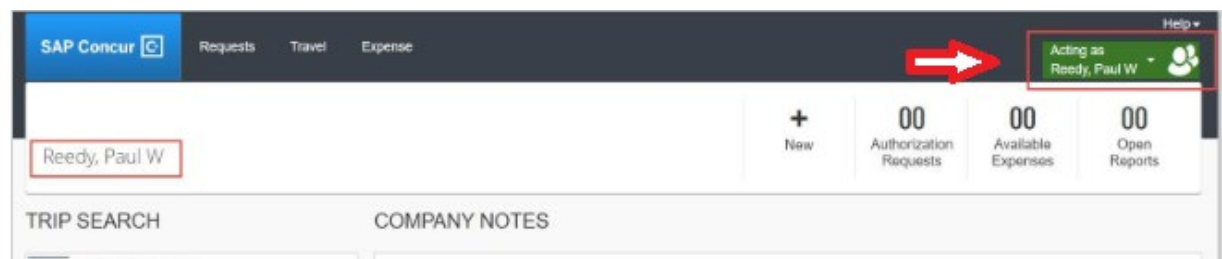 Help
SAP Concur C
Requests
Travel
Expense
Acting as
Reedy, Paul W
Reedy, Paul W
+
New
00
Authorization
Requests
00
Available
Expenses
00
Open
Reports
TRIP SEARCH
COMPANY NOTES